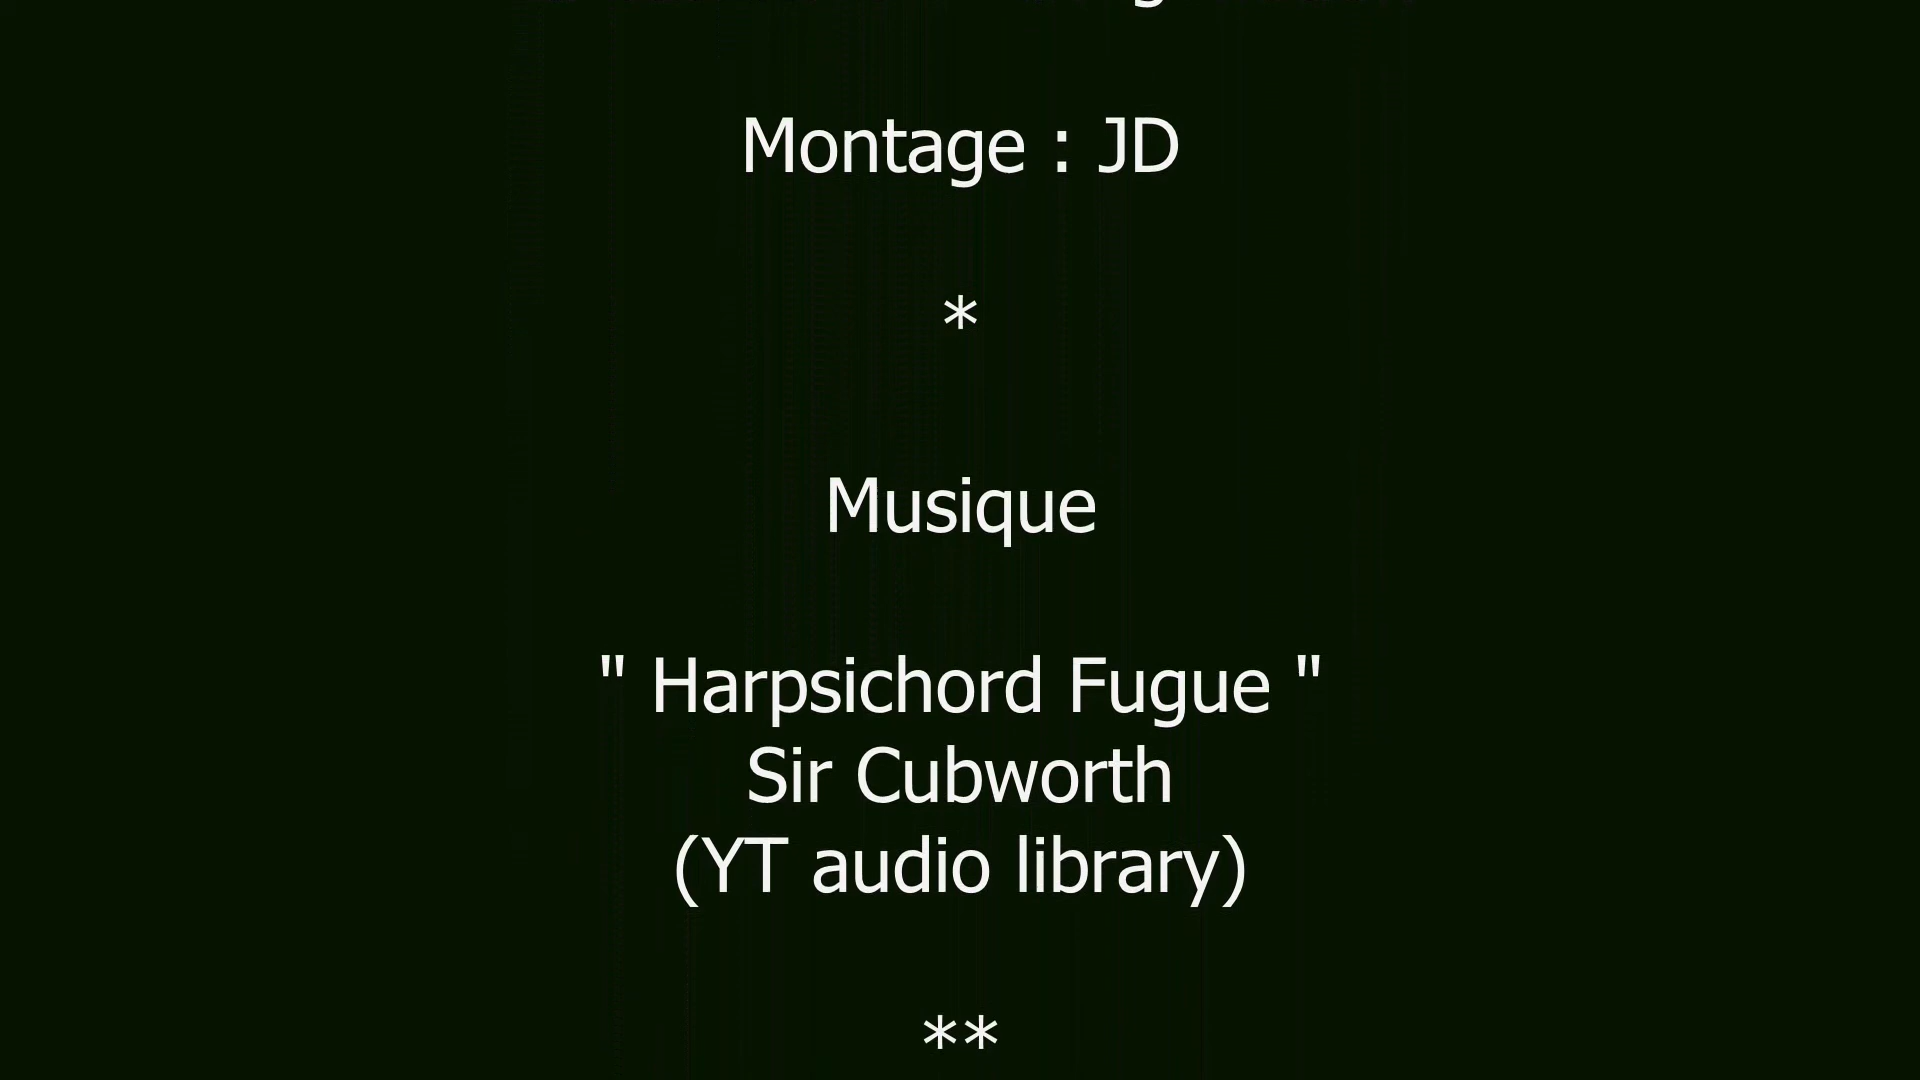 Montage : JD
*
Musique
" Harpsichord Fugue "
Sir Cubworth
(YT audio library)
**